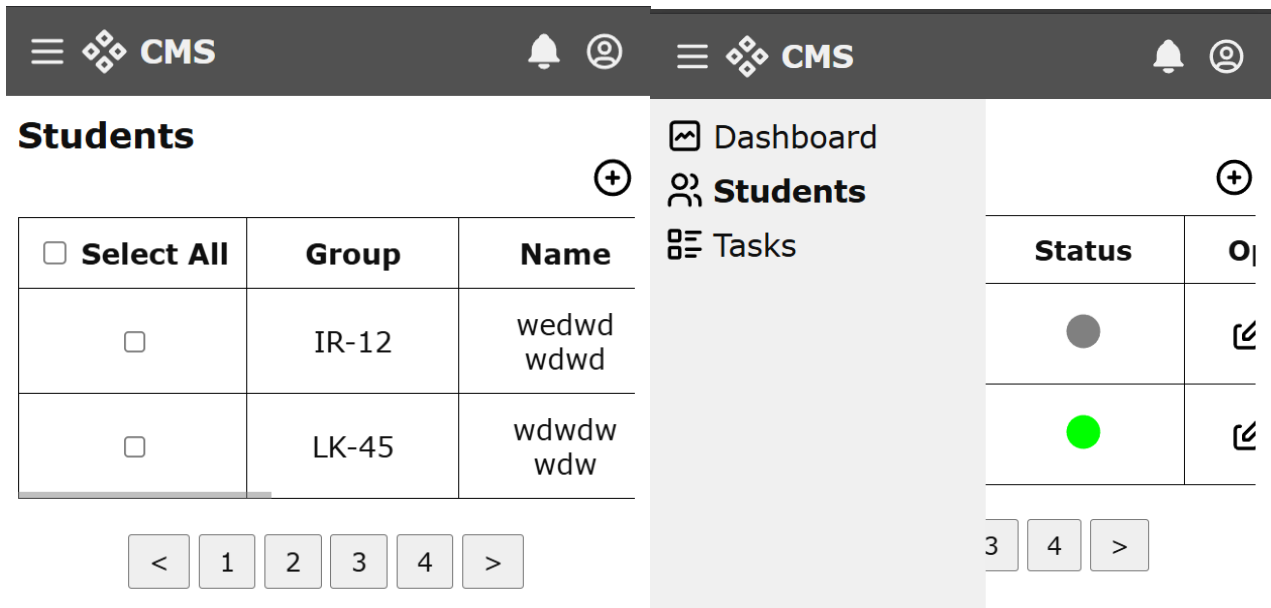 CMS
Students
Select All Group Name
IR-12 wedwd
wdwd
LK-45 wdwdw
wdw
< 1 2 3 4 >
CMS
Dashboard
Students
Tasks
Status
3 4 >